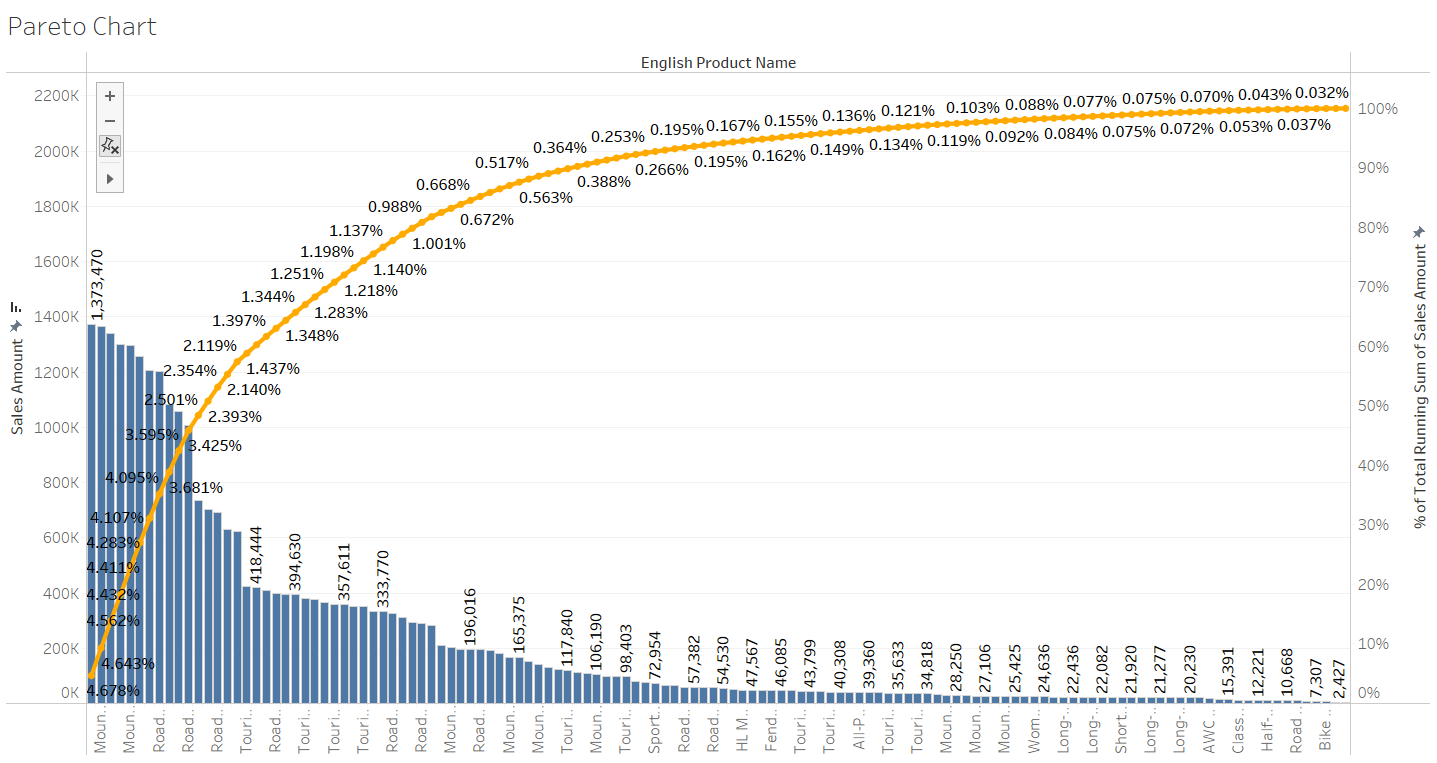 Pareto Chart
English Product Name
2200K
2000K
1800K
1600K
1400K
1200K
1000K
800K
600K
400K
200K
0K
Sales Amount
100%
90%
80%
70%
60%
50%
40%
30%
20%
10%
0%
% of Total Running Sum of Sales Amount
4.678%
4.643%
4.562%
4.432%
4.411%
4.283%
4.107%
4.095%
3.681%
3.595%
3.425%
2.501%
2.393%
2.354%
2.140%
2.119%
1.437%
1.397%
1.348%
1.344%
1.283%
1.251%
1.218%
1.198%
1.140%
1.137%
1.001%
0.988%
0.672%
0.668%
0.563%
0.517%
0.388%
0.364%
0.266%
0.253%
0.195%
0.195%
0.167%
0.162%
0.155%
0.149%
0.136%
0.134%
0.121%
0.119%
0.103%
0.092%
0.088%
0.084%
0.077%
0.075%
0.075%
0.072%
0.070%
0.053%
0.043%
0.037%
0.032%
1,373,470
418,444
394,630
357,611
333,770
196,016
165,375
117,840
106,190
98,403
72,954
57,382
54,530
47,567
46,085
43,799
40,308
39,360
35,633
34,818
28,250
27,106
25,425
24,636
22,436
22,082
21,920
21,277
20,230
15,391
12,221
10,668
7,307
2,427
Moun..
Moun..
Road..
Road..
Road..
Touri..
Road..
Touri..
Touri..
Touri..
Road..
Road..
Moun..
Road..
Moun..
Moun..
Touri..
Moun..
Touri..
Sport..
Road..
Road..
HL M..
Fend..
Touri..
Touri..
All-P..
Touri..
Touri..
Moun..
Moun..
Moun..
Wom..
Long-..
Long-..
Short..
Long-..
Long-..
AWC ..
Class..
Half-..
Road..
Bike..